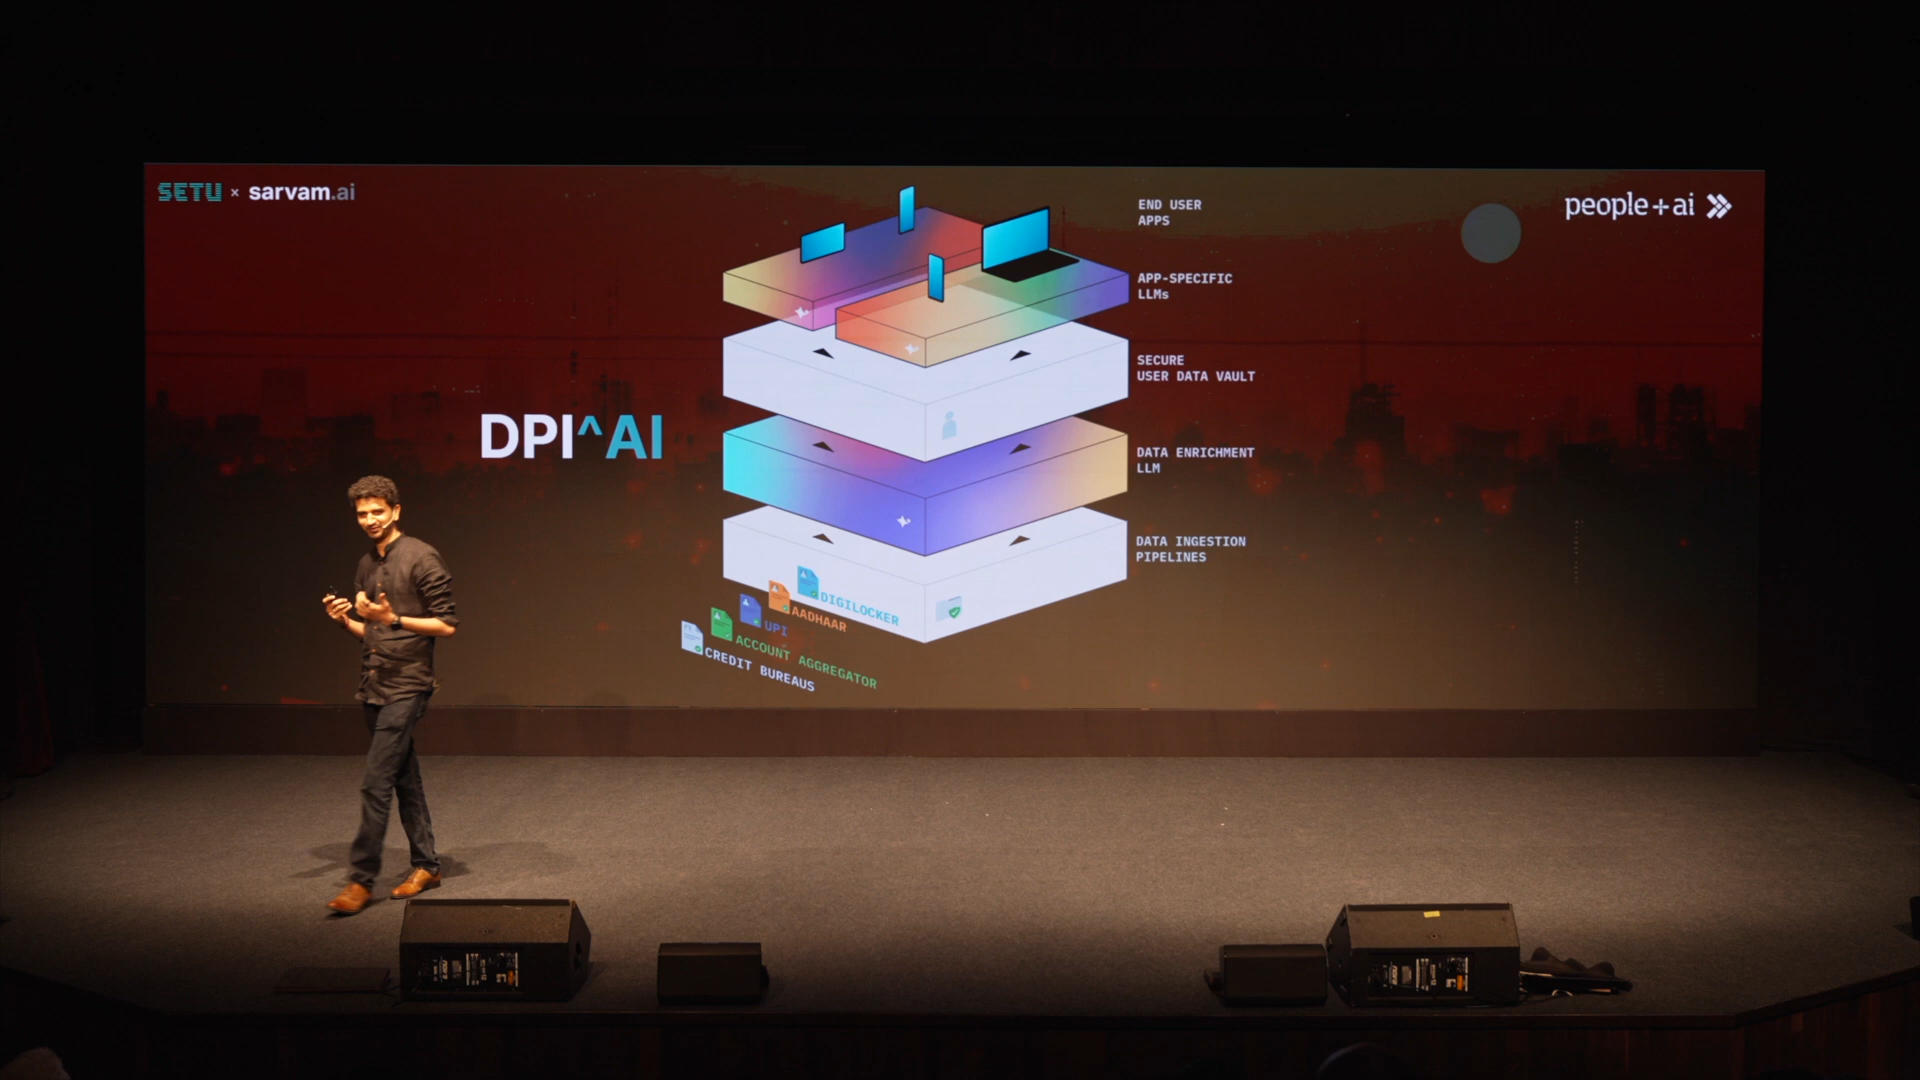 SETU × sarvam.ai
people+ai
END USER
APPS
APP-SPECIFIC
LLMs
SECURE
USER DATA VAULT
DPI^AI
DATA ENRICHMENT
LLM
DATA INGESTION
PIPELINES
DIGILOCKER
AADHAAR
UPI
ACCOUNT AGGREGATOR
CREDIT BUREAUS